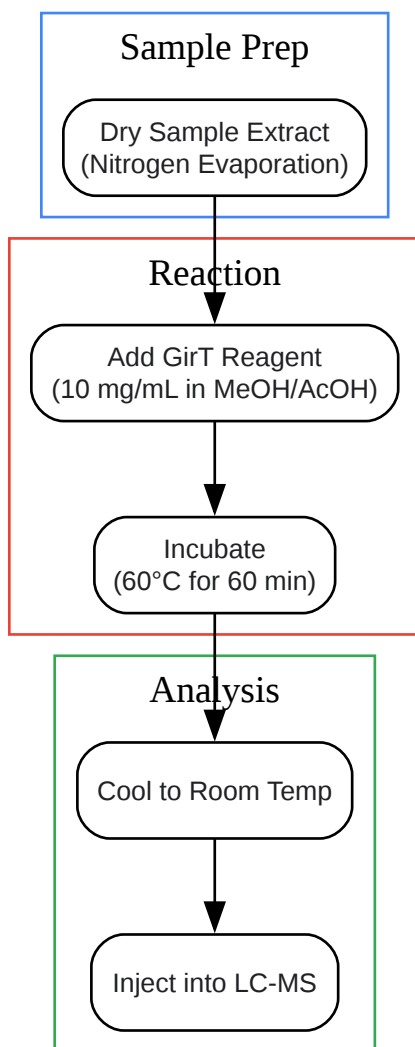 Sample Prep
Dry Sample Extract
(Nitrogen Evaporation)
Reaction
Add GirT Reagent
(10 mg/mL in MeOH/AcOH)
Incubate
(60°C for 60 min)
Analysis
Cool to Room Temp
Inject into LC-MS